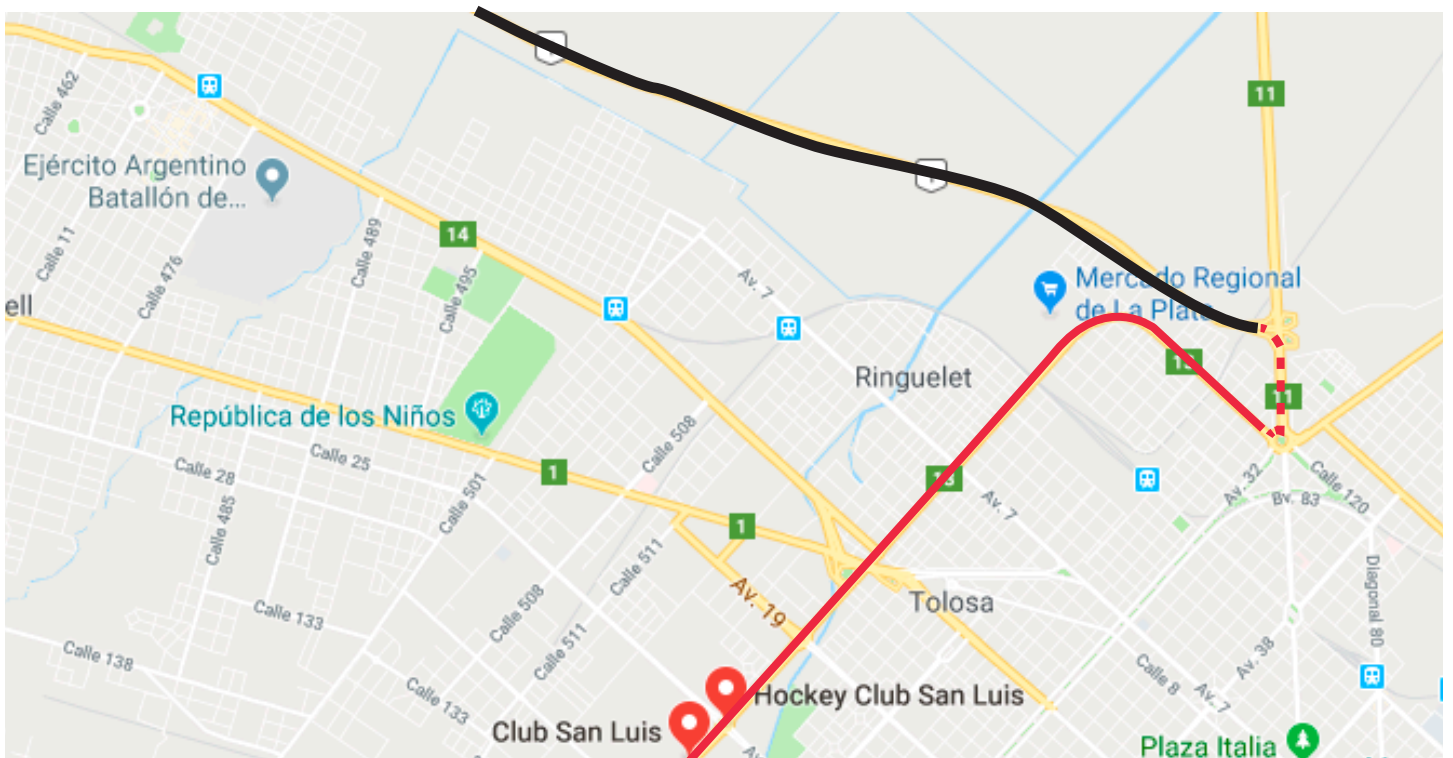 Calle 462
11
Ejército Argentino
Batallón de...
Calle 11
Calle 476
Calle 489
14
Calle 495
Av. 7
Mercado Regional
de La Plata
ell
Ringuelet
11
República de los Niños
Calle 508
Calle 25
Calle 28
1
Calle 501
Calle 485
Av. 7
Av. 32
Calle 120
Bv. 83
1
Calle 511
Av. 19
Diagonal 80
Tolosa
Calle 133
Calle 508
Calle 511
Calle 138
Calle 133
Av. 38
Calle 8
Av. 7
Hockey Club San Luis
Club San Luis
Plaza Italia